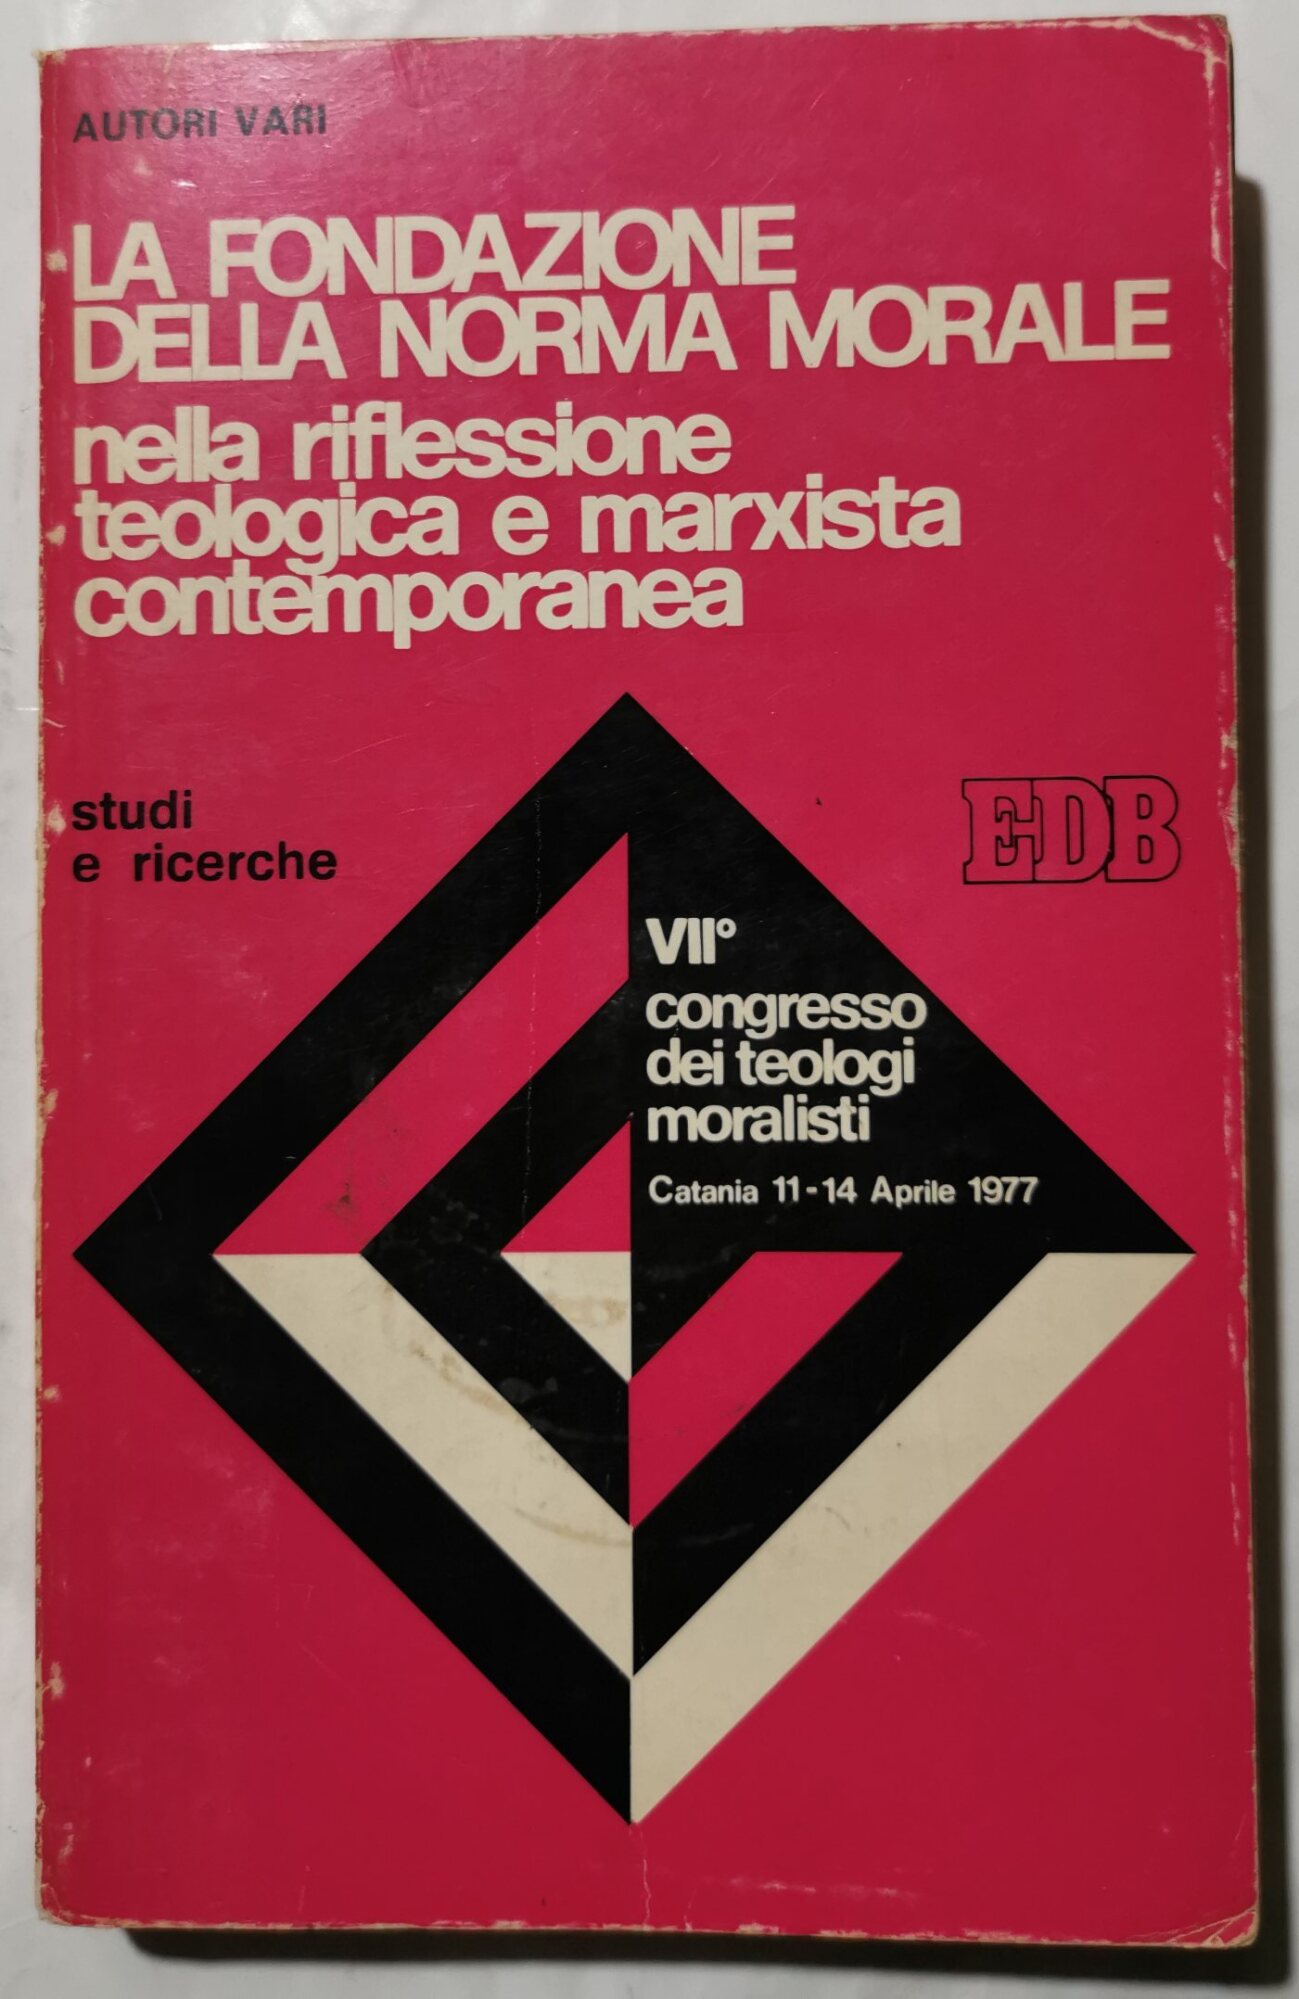 AUTORI VARI
LA FONDAZIONE
DELLA NORMA MORALE
nella riflessione
teologica e marxista
contemporanea
studi
e ricerche
EDB
VII°
congresso
dei teologi
moralisti
Catania 11-14 Aprile 1977